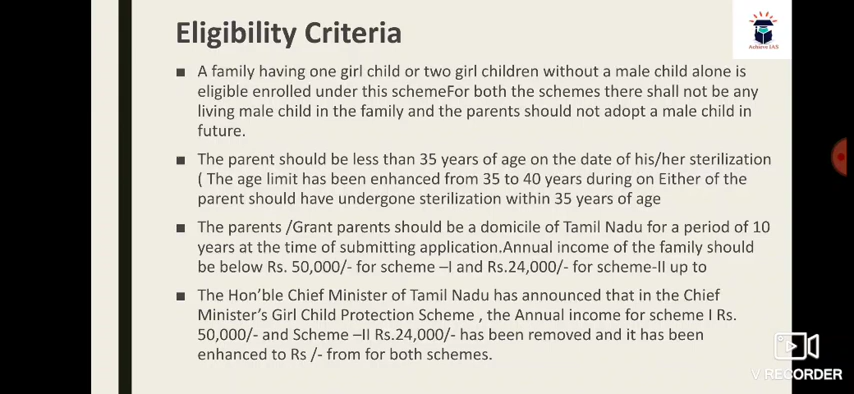 Eligibility Criteria
Achieve IAS
A family having one girl child or two girl children without a male child alone is
eligible enrolled under this schemeFor both the schemes there shall not be any
living male child in the family and the parents should not adopt a male child in
future.
The parent should be less than 35 years of age on the date of his/her sterilization
( The age limit has been enhanced from 35 to 40 years during on Either of the
parent should have undergone sterilization within 35 years of age
The parents /Grant parents should be a domicile of Tamil Nadu for a period of 10
years at the time of submitting application.Annual income of the family should
be below Rs. 50,000/- for scheme –I and Rs.24,000/- for scheme-II up to
The Hon’ble Chief Minister of Tamil Nadu has announced that in the Chief
Minister’s Girl Child Protection Scheme , the Annual income for scheme I Rs.
50,000/- and Scheme –II Rs.24,000/- has been removed and it has been
enhanced to Rs /- from for both schemes.
V RECORDER